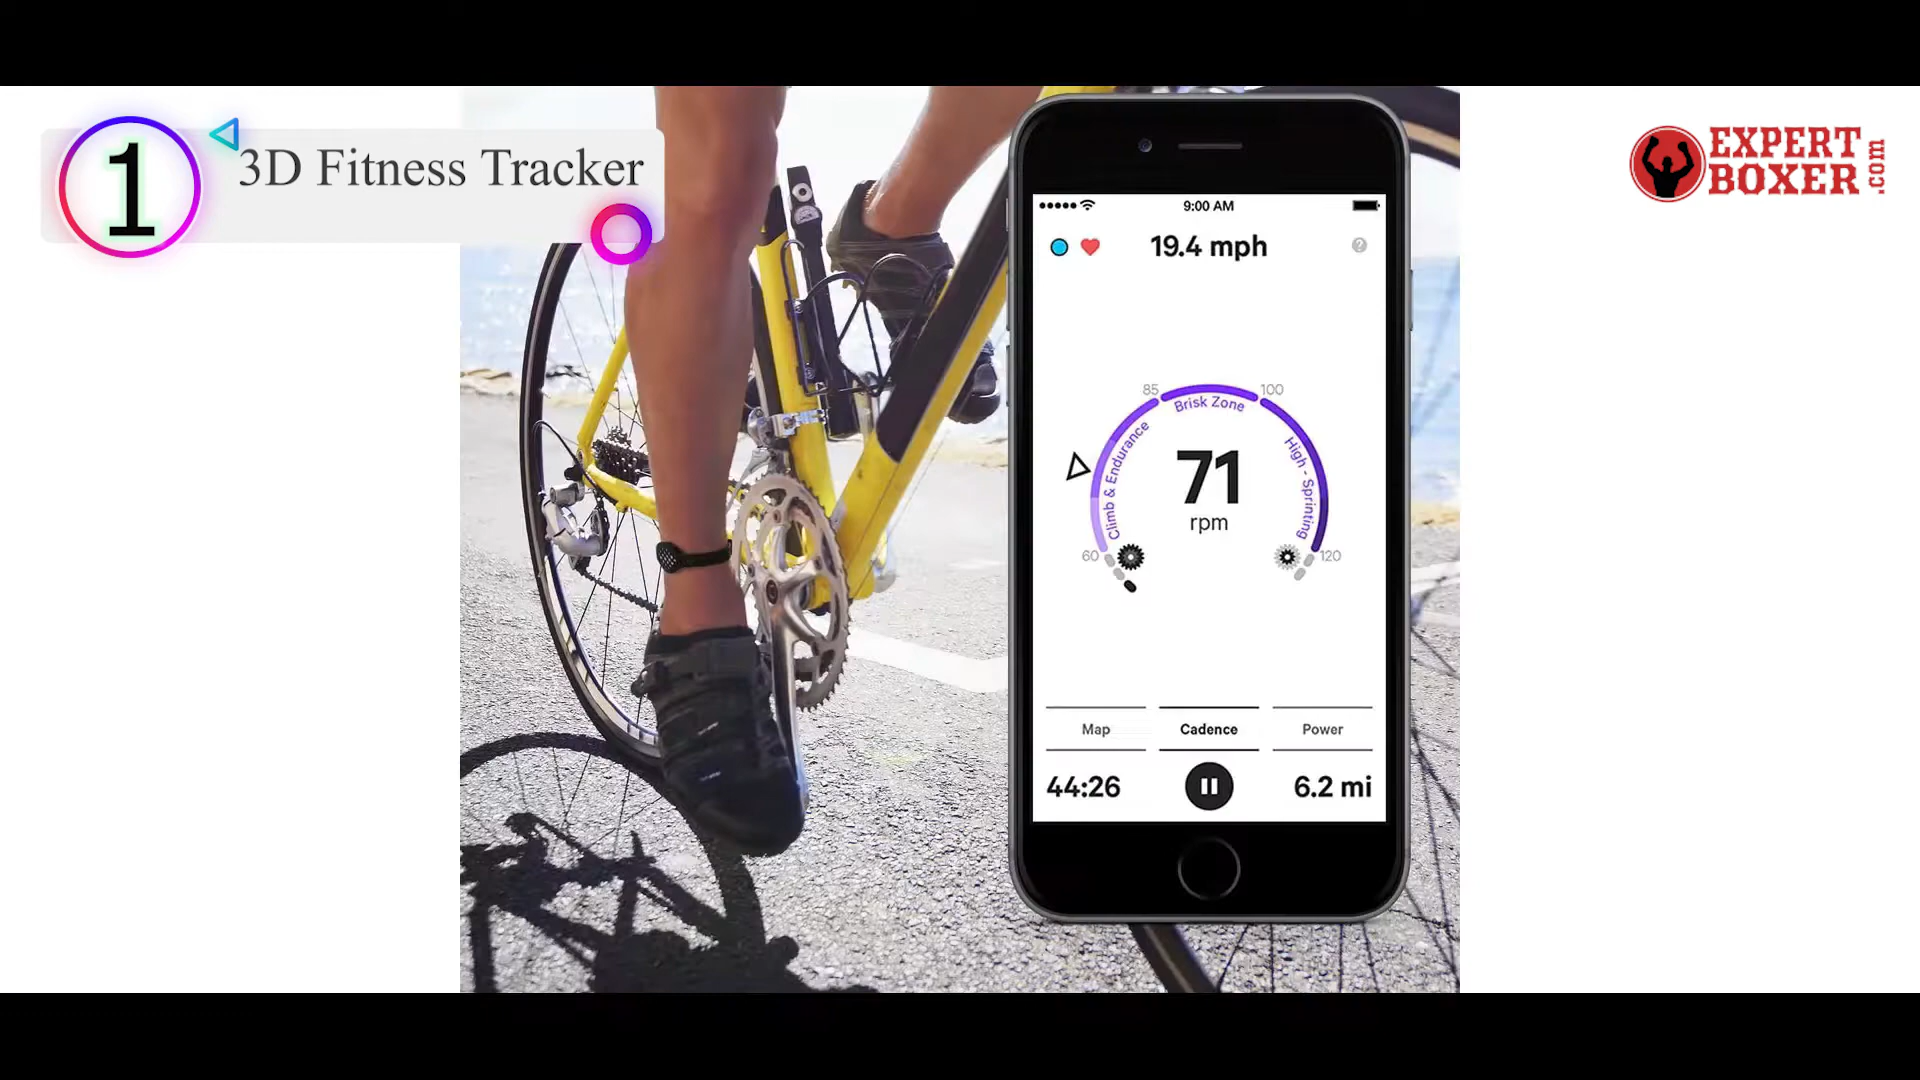 1
3D Fitness Tracker
EXPERT
BOXER
.com
9:00 AM
19.4 mph
?
85
100
Brisk Zone
Climb & Endurance
High - Sprinting
71
rpm
60
120
Map
Cadence
Power
44:26
6.2 mi